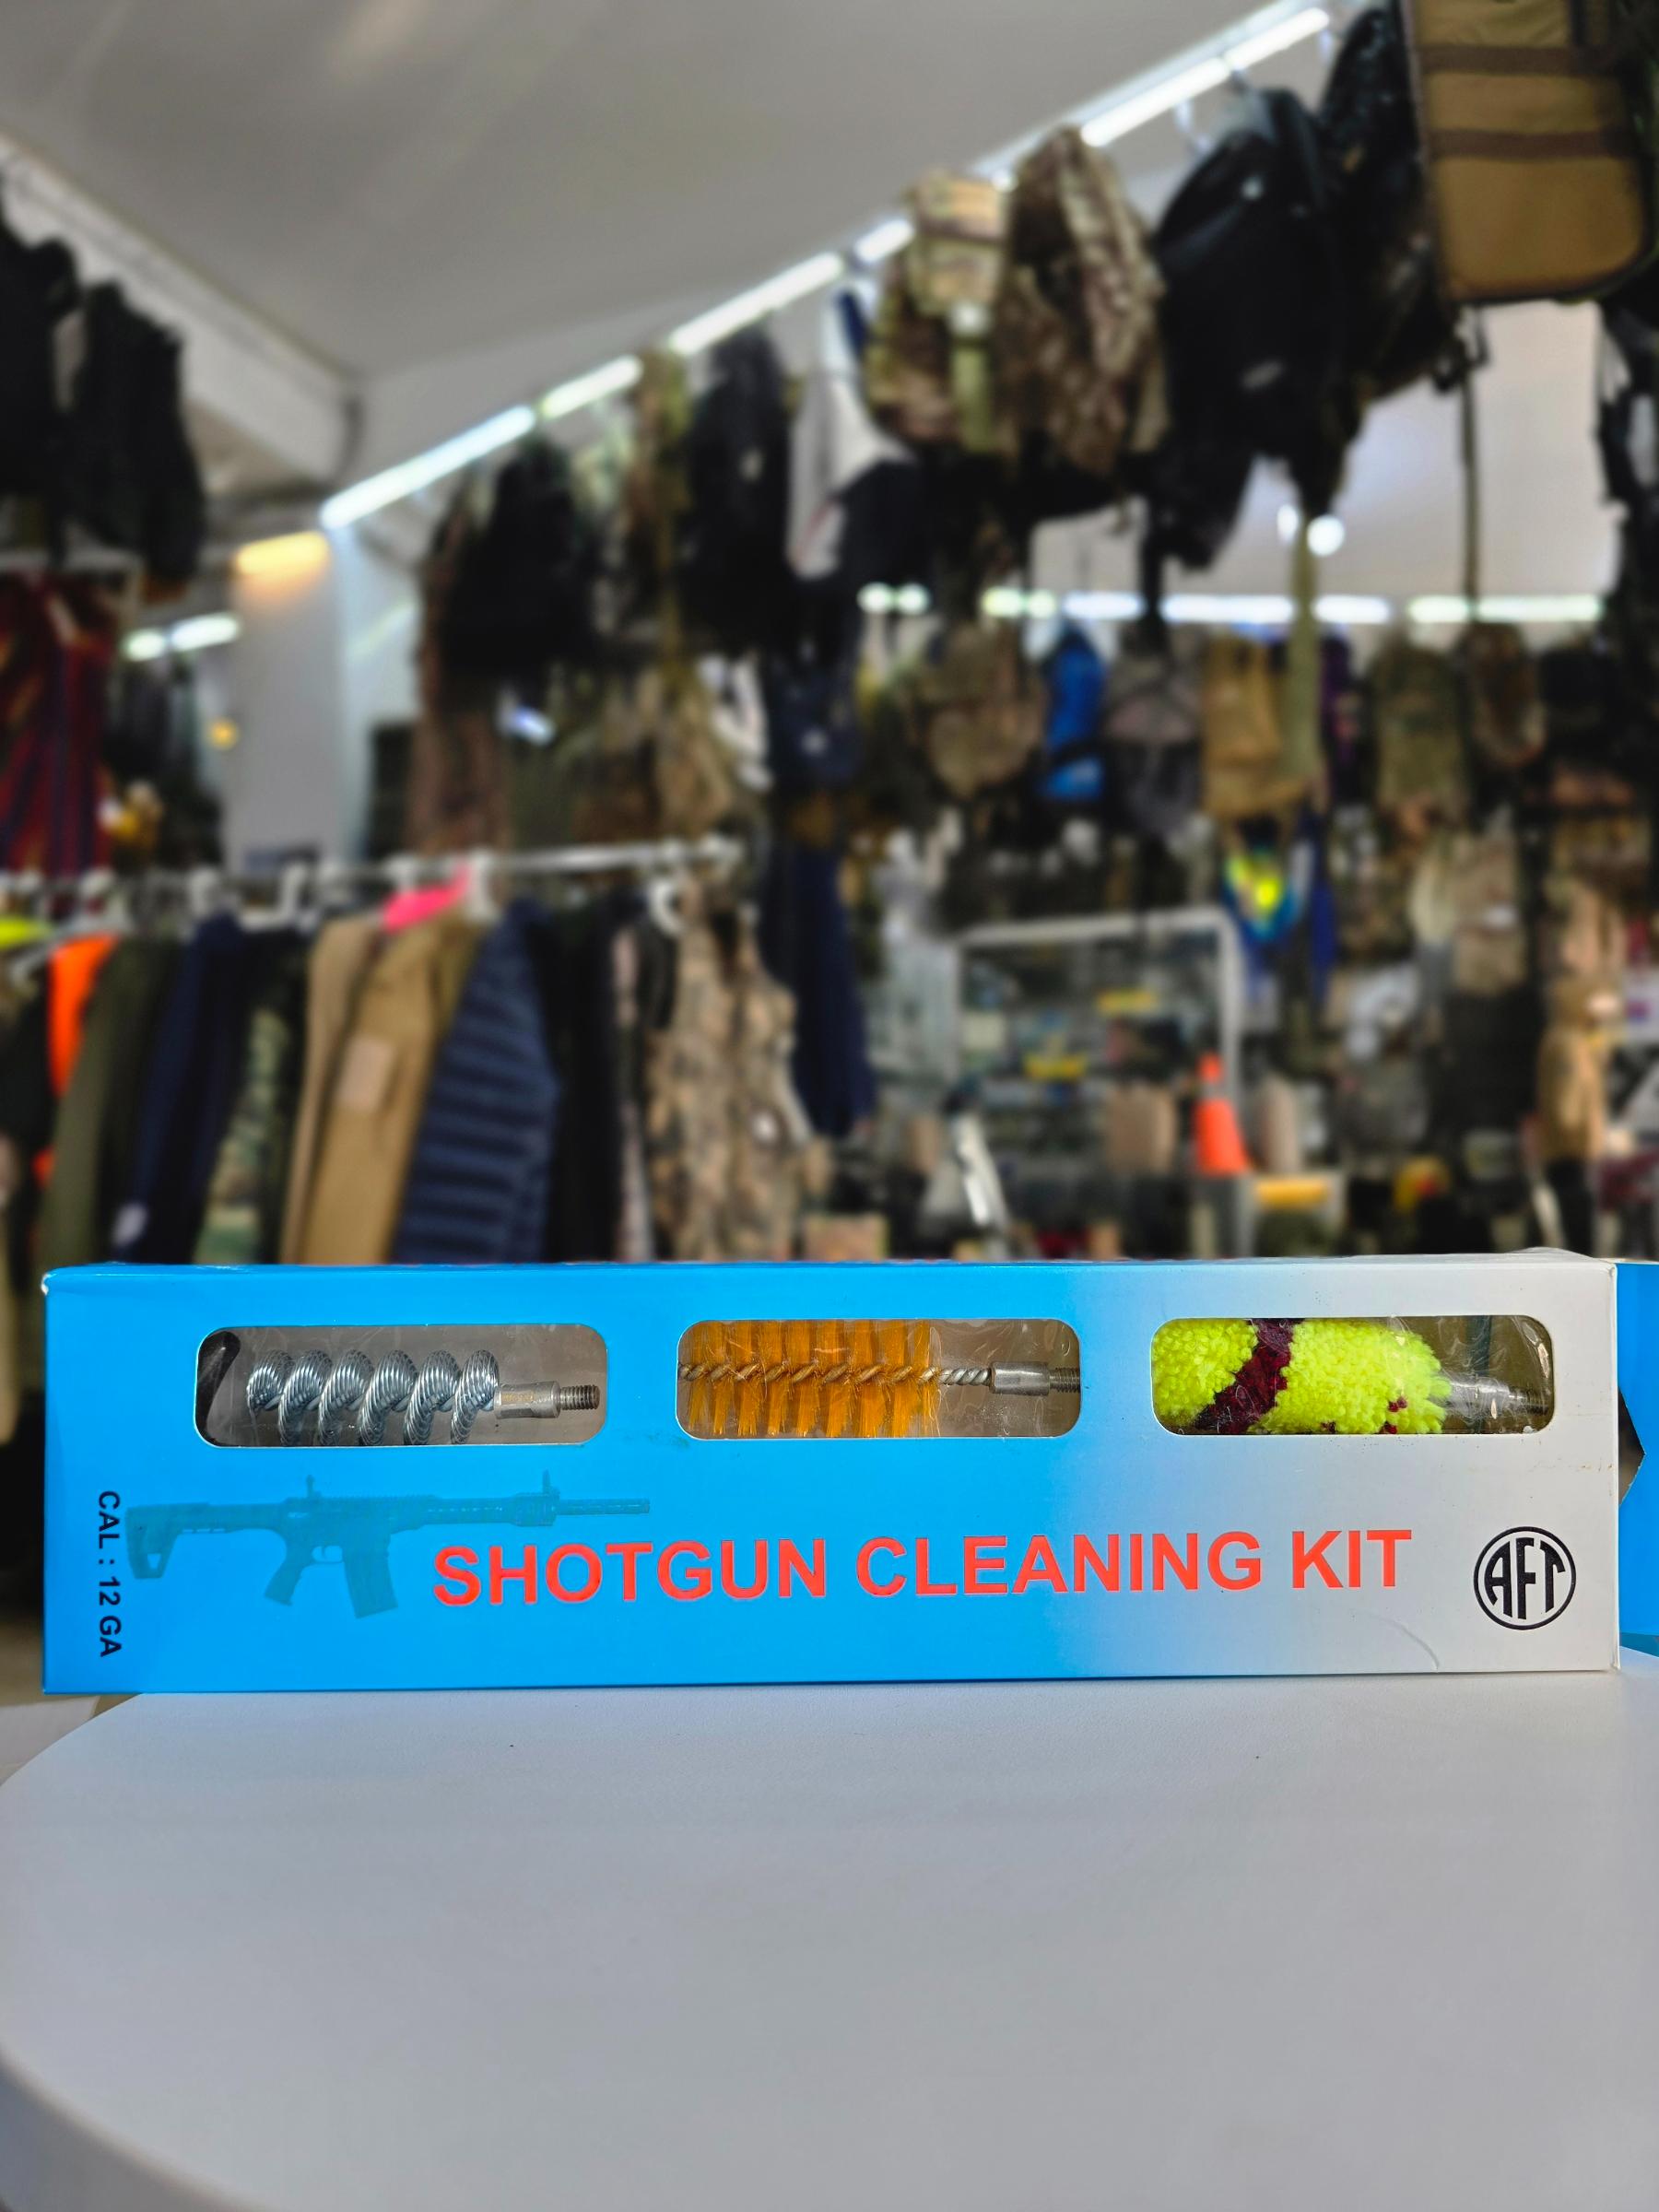 CAL : 12 GA
SHOTGUN CLEANING KIT
AFT